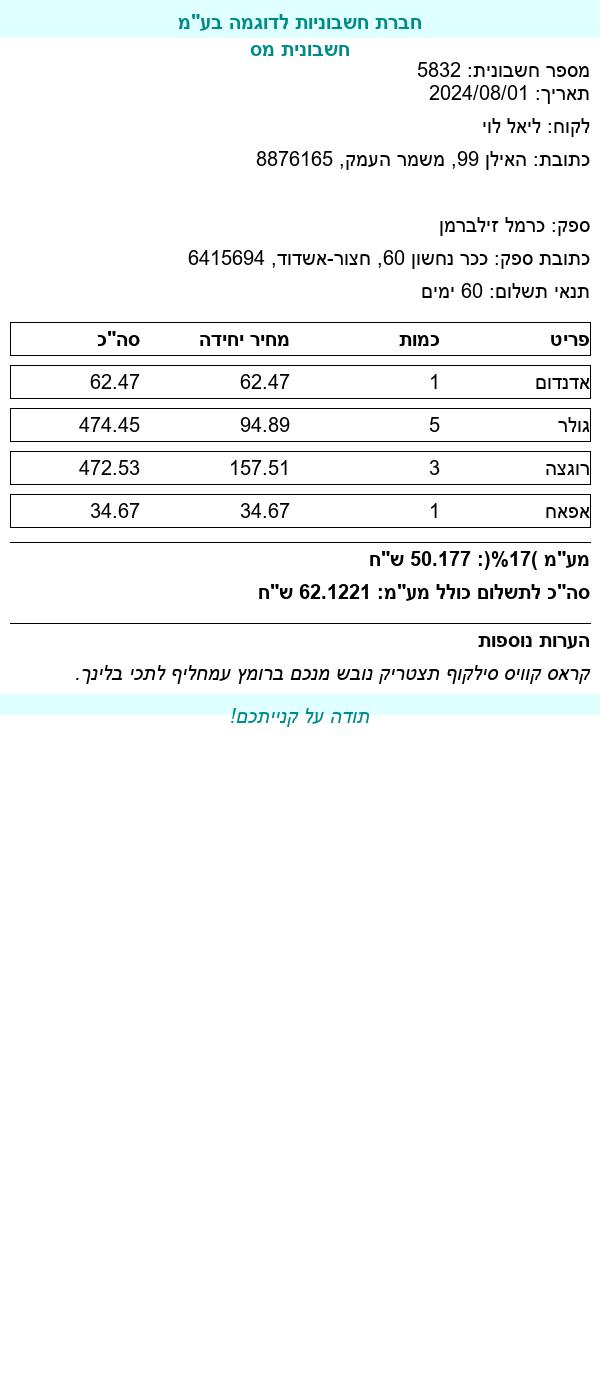 חברת חשבוניות לדוגמה בע"מ
חשבונית מס
מספר חשבונית: 5832
תאריך: 2024/08/01
לקוח: ליאל לוי
כתובת: האילן 99, משמר העמק, 8876165
ספק: כרמל זילברמן
כתובת ספק: ככר נחשון 60, חצור-אשדוד, 6415694
תנאי תשלום: 60 ימים
פריט כמות מחיר יחידה סה"כ
אדנדום 1 62.47 62.47
גולר 5 94.89 474.45
רוגצה 3 157.51 472.53
אפאח 1 34.67 34.67
מע"מ )17%(: 50.177 ש"ח
סה"כ לתשלום כולל מע"מ: 62.1221 ש"ח
הערות נוספות
קראס קוויס סילקוף תצטריק נובש מנכם ברומץ עמחליף לתכי בלינך.
תודה על קנייתכם!